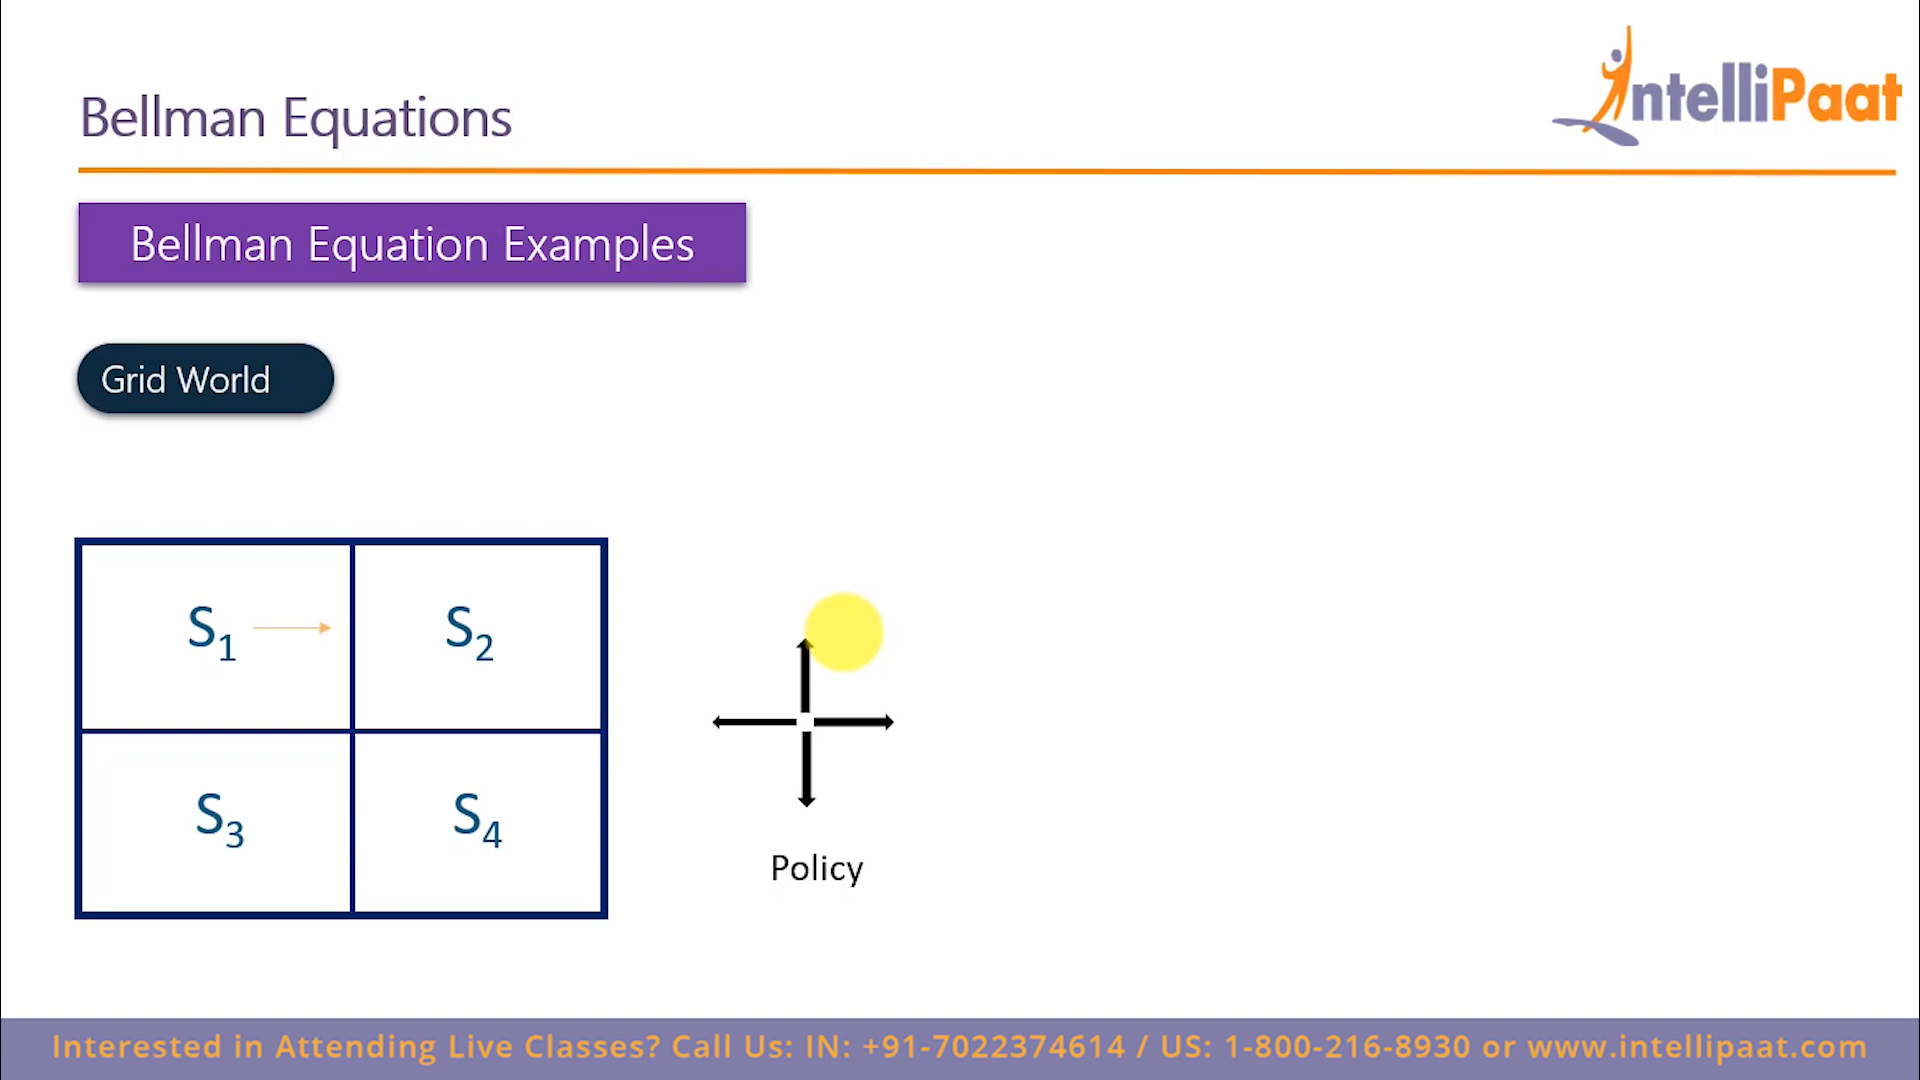 Bellman Equations
IntelliPaat
Bellman Equation Examples
Grid World
S1 S2
S3 S4
Policy
Interested in Attending Live Classes? Call Us: IN: +91-7022374614 / US: 1-800-216-8930 or www.intellipaat.com